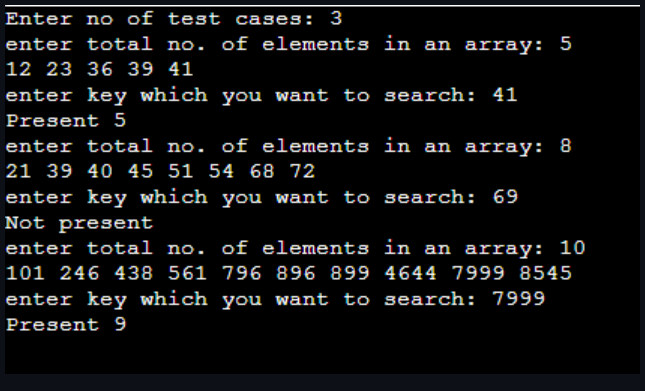 Enter no of test cases: 3
enter total no. of elements in an array: 5
12 23 36 39 41
enter key which you want to search: 41
Present 5
enter total no. of elements in an array: 8
21 39 40 45 51 54 68 72
enter key which you want to search: 69
Not present
enter total no. of elements in an array: 10
101 246 438 561 796 896 899 4644 7999 8545
enter key which you want to search: 7999
Present 9